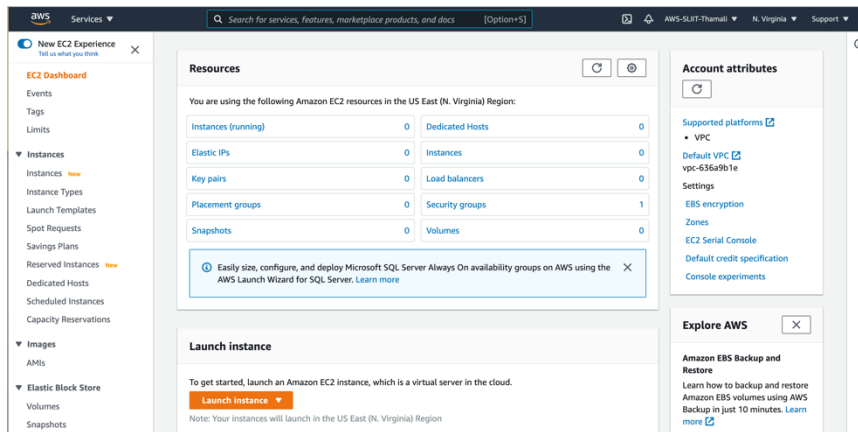 aws Services ▼ Search for services, features, marketplace products, and docs [Option+S] AWS-SLIIT-Thamali ▼ N. Virginia ▼ Support ▼
New EC2 Experience
Tell us what you think
EC2 Dashboard
Events
Tags
Limits
Instances
Instances New
Instance Types
Launch Templates
Spot Requests
Savings Plans
Reserved Instances New
Dedicated Hosts
Scheduled Instances
Capacity Reservations
Images
AMIs
Elastic Block Store
Volumes
Snapshots
Resources
You are using the following Amazon EC2 resources in the US East (N. Virginia) Region:
Instances (running) 0 Dedicated Hosts 0
Elastic IPs 0 Instances 0
Key pairs 0 Load balancers 0
Placement groups 0 Security groups 1
Snapshots 0 Volumes 0
Easily size, configure, and deploy Microsoft SQL Server Always On availability groups on AWS using the
AWS Launch Wizard for SQL Server. Learn more
Launch instance
To get started, launch an Amazon EC2 instance, which is a virtual server in the cloud.
Launch instance ▼
Note: Your instances will launch in the US East (N. Virginia) Region
Account attributes
Supported platforms
• VPC
Default VPC
vpc-636a9b1e
Settings
EBS encryption
Zones
EC2 Serial Console
Default credit specification
Console experiments
Explore AWS
Amazon EBS Backup and
Restore
Learn how to backup and restore
Amazon EBS volumes using AWS
Backup in just 10 minutes. Learn
more